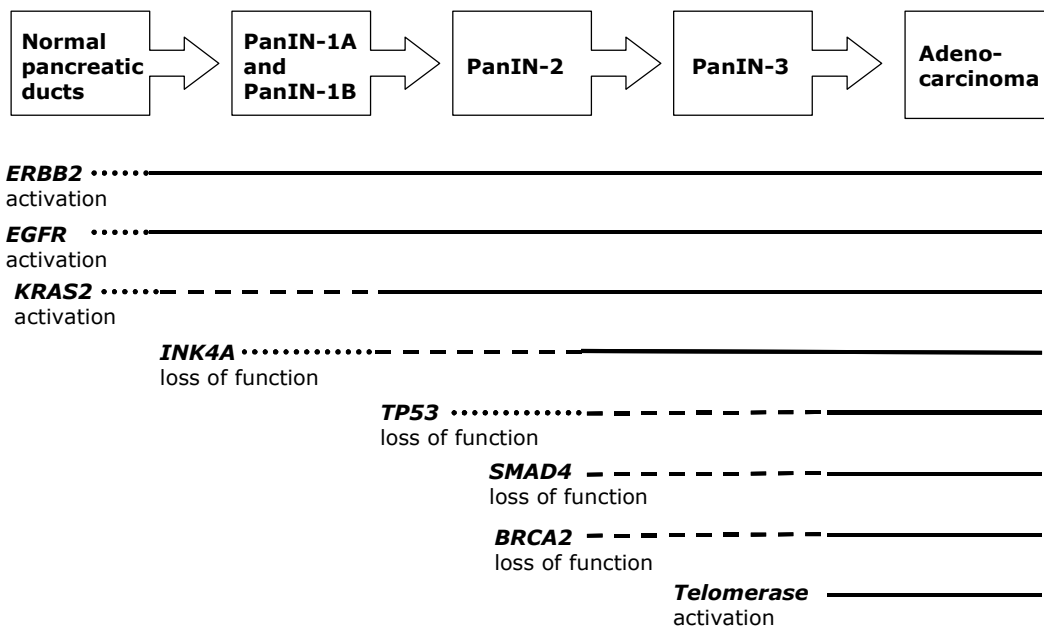 Normal
pancreatic
ducts
PanIN-1A
and
PanIN-1B
PanIN-2
PanIN-3
Adeno-
carcinoma
ERBB2
activation
EGFR
activation
KRAS2
activation
INK4A
loss of function
TP53
loss of function
SMAD4
loss of function
BRCA2
loss of function
Telomerase
activation